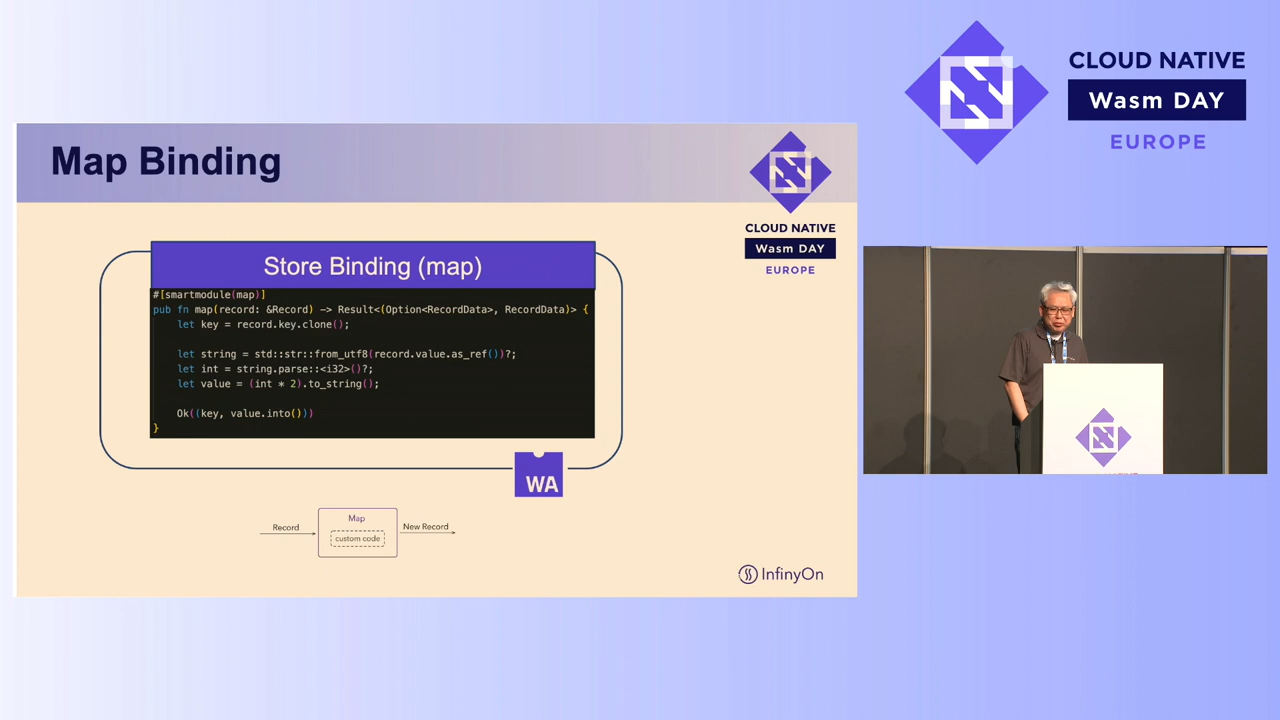 CLOUD NATIVE
Wasm DAY
EUROPE
Map Binding
CLOUD NATIVE
Wasm DAY
EUROPE
Store Binding (map)
#[smartmodule(map)]
pub fn map(record: &Record) -> Result<(Option<RecordData>, RecordData)> {
let key = record.key.clone();
let string = std::str::from_utf8(record.value.as_ref())?;
let int = string.parse::<i32>()?;
let value = (int * 2).to_string();
Ok((key, value.into()))
}
WA
Record
Map
custom code
New Record
InfinyOn